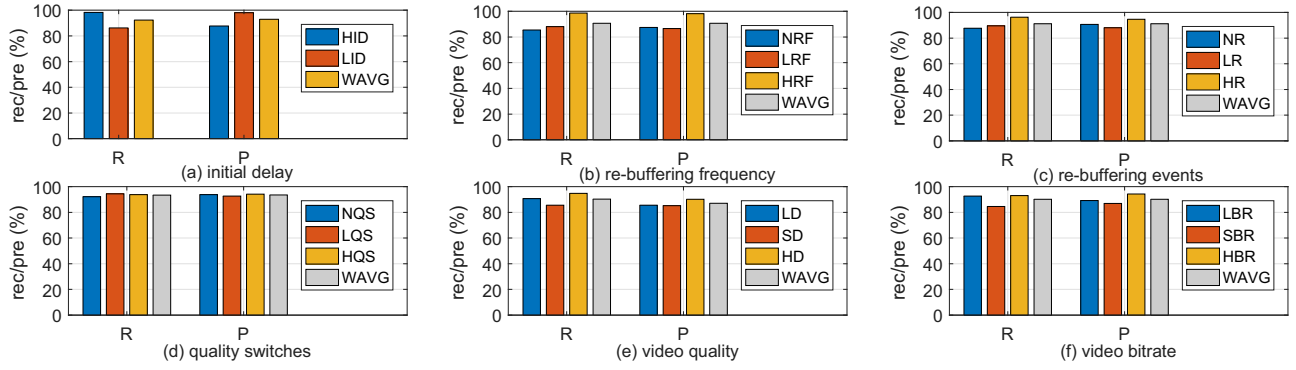 rec/pre (%)
100
80
60
40
20
0
HID
LID
WAVG
R
P
(a) initial delay
rec/pre (%)
100
80
60
40
20
0
NRF
LRF
HRF
WAVG
R
P
(b) re-buffering frequency
rec/pre (%)
100
80
60
40
20
0
NR
LR
HR
WAVG
R
P
(c) re-buffering events
rec/pre (%)
100
80
60
40
20
0
NQS
LQS
HQS
WAVG
R
P
(d) quality switches
rec/pre (%)
100
80
60
40
20
0
LD
SD
HD
WAVG
R
P
(e) video quality
rec/pre (%)
100
80
60
40
20
0
LBR
SBR
HBR
WAVG
R
P
(f) video bitrate